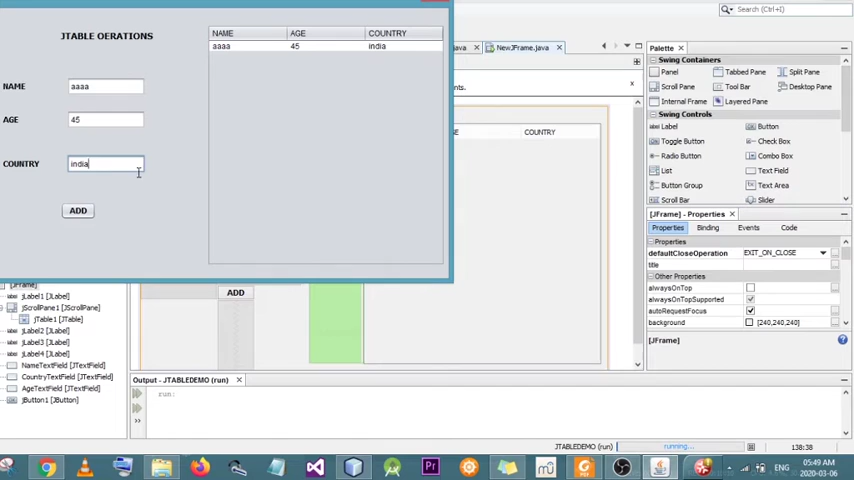 Search (Ctrl+I)
JTABLE OERATIONS
NAME AGE COUNTRY
aaaa 45 india
NAME aaaa
AGE 45
COUNTRY india
ADD
.java NewJFrame.java
COUNTRY
ADD
Palette
Swing Containers
Panel Tabbed Pane Split Pane
Scroll Pane Tool Bar Desktop Pane
Internal Frame Layered Pane
Swing Controls
Label Button
Toggle Button Check Box
Radio Button Combo Box
List Text Field
Button Group Text Area
Scroll Bar Slider
[JFrame] - Properties
Properties Binding Events Code
Properties
defaultCloseOperation EXIT_ON_CLOSE
title
Other Properties
alwaysOnTop
alwaysOnTopSupported
autoRequestFocus
background [240,240,240]
[JFrame]
[JFrame]
jLabel1 [JLabel]
jScrollPane1 [JScrollPane]
jTable1 [JTable]
jLabel2 [JLabel]
jLabel3 [JLabel]
jLabel4 [JLabel]
NameTextField [JTextField]
CountryTextField [JTextField]
AgeTextField [JTextField]
jButton1 [JButton]
Output - JTABLEDEMO (run)
run:
JTABLEDEMO (run) running... 138:38
ENG 05:49 AM
2020-03-06